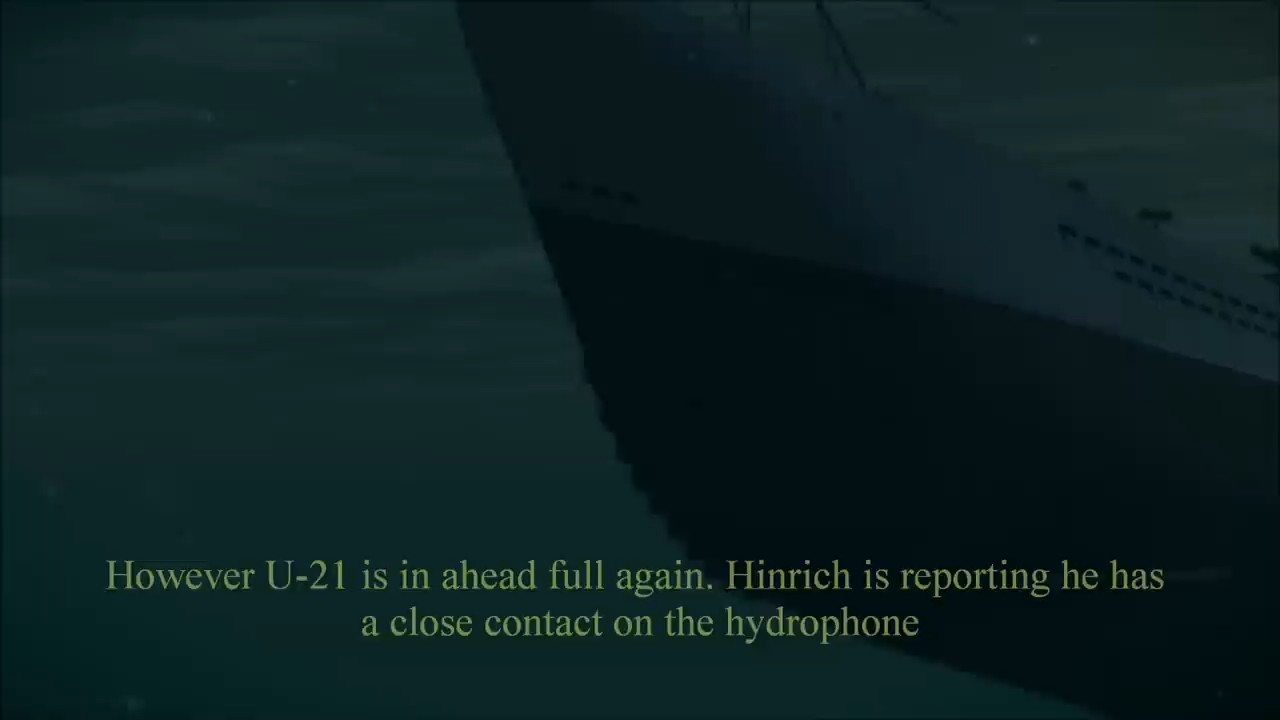 However U-21 is in ahead full again. Hinrich is reporting he has
a close contact on the hydrophone